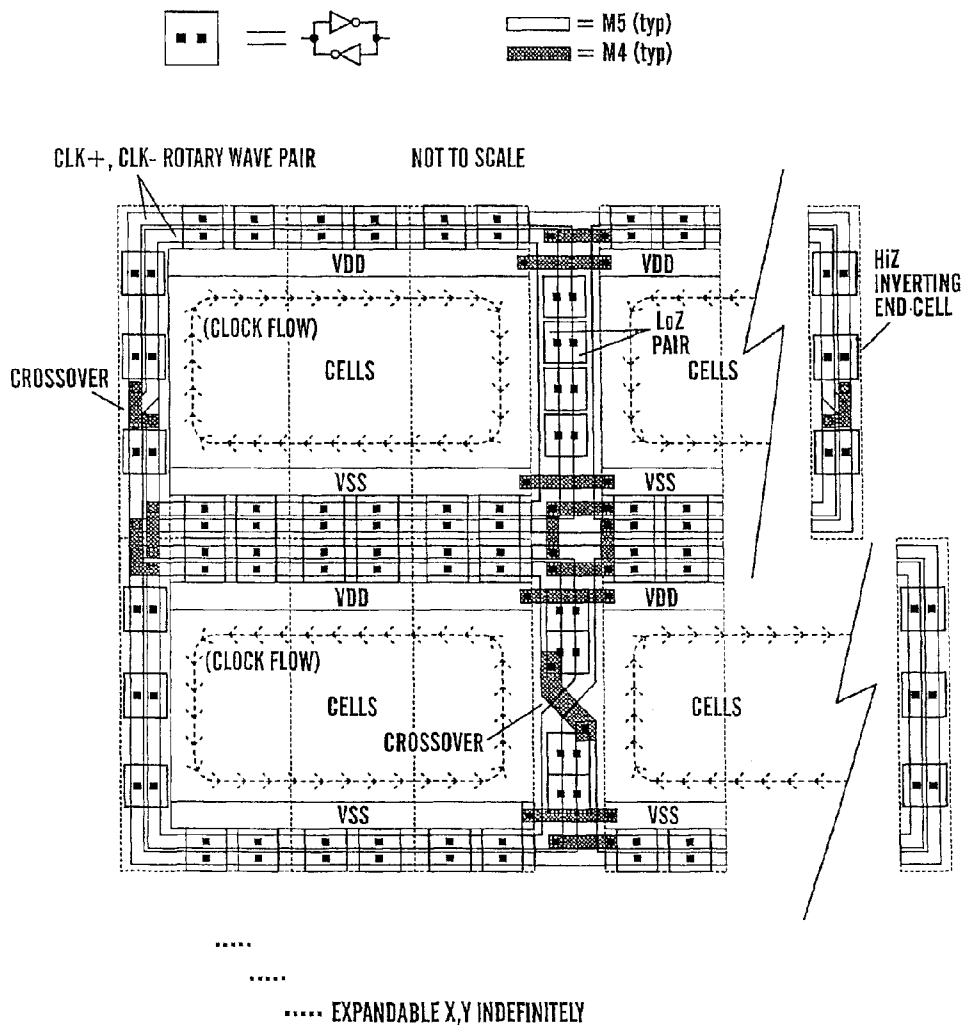 = M5 (typ)
= M4 (typ)
CLK+, CLK- ROTARY WAVE PAIR
NOT TO SCALE
VDD
VDD
HiZ
INVERTING
END-CELL
(CLOCK FLOW)
LoZ
PAIR
CELLS
CELLS
CROSSOVER
VSS
VSS
VDD
VDD
(CLOCK FLOW)
CELLS
CELLS
CROSSOVER
VSS
VSS
..... EXPANDABLE X,Y INDEFINITELY